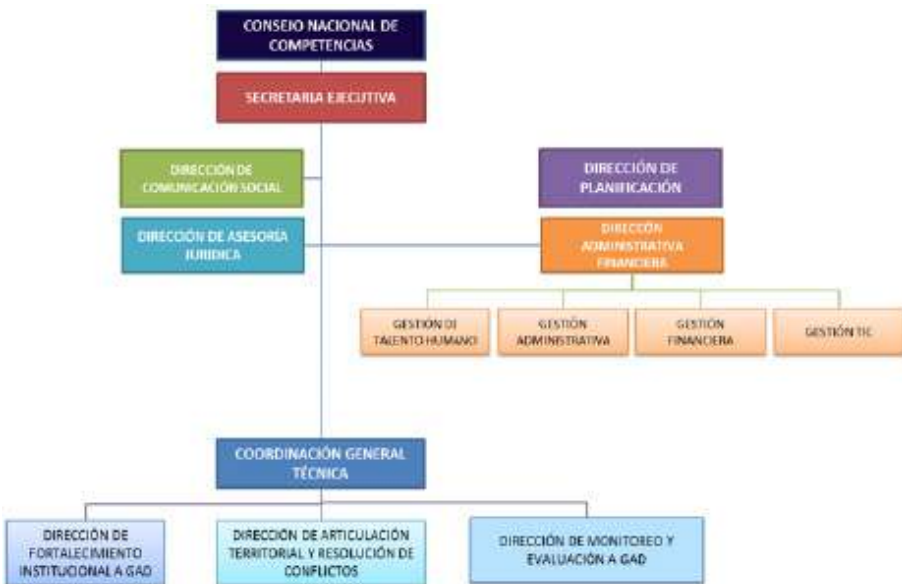 CONSEJO NACIONAL DE
COMPETENCIAS
SECRETARIA EJECUTIVA
DIRECCIÓN DE
COMUNICACIÓN SOCIAL
DIRECCIÓN DE
PLANIFICACIÓN
DIRECCIÓN DE ASESORÍA
JURIDICA
DIRECCÓN
ADMINISTRATIVA
FINANCIERA
GESTIÓN DE
TALENTO HUMANO
GESTIÓN
ADMINISTRATIVA
GESTIÓN
FINANCIERA
GESTIÓN TIC
COORDINACIÓN GENERAL
TÉCNICA
DIRECCIÓN DE
FORTALECIMIENTO
INSTITUCIONAL A GAD
DIRECCIÓN DE ARTICULACIÓN
TERRITORIAL Y RESOLUCIÓN DE
CONFLICTOS
DIRECCIÓN DE MONITOREO Y
EVALUACIÓN A GAD